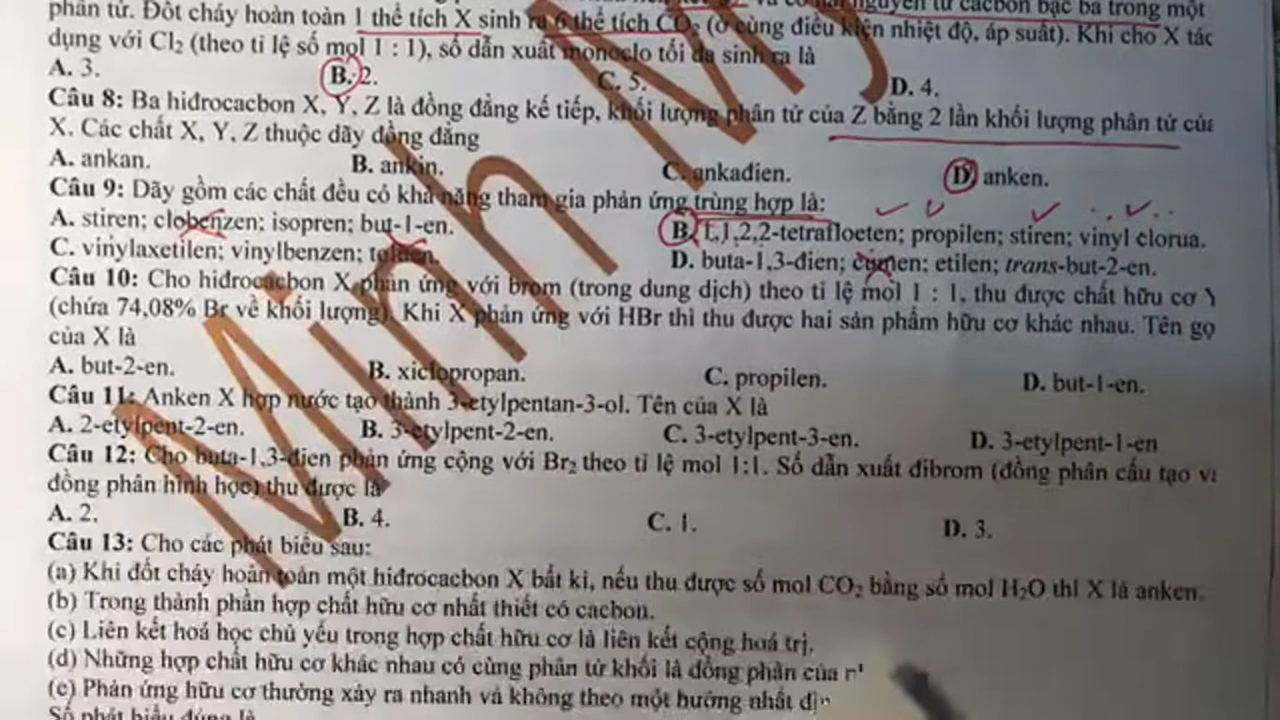 phân tử. Đốt cháy hoàn toàn 1 thể tích X sinh ra 6 thể tích CO₂ (ở cùng điều kiện nhiệt độ, áp suất). Khi cho X tác
dụng với Cl₂ (theo tỉ lệ số mol 1 : 1), số dẫn xuất monoclo tối đa sinh ra là
A. 3. B. 2. C. 5. D. 4.
Câu 8: Ba hiđrocacbon X, Y, Z là đồng đẳng kế tiếp, khối lượng phân tử của Z bằng 2 lần khối lượng phân tử của
X. Các chất X, Y, Z thuộc dãy đồng đẳng
A. ankan. B. ankin. C. ankađien. D. anken.
Câu 9: Dãy gồm các chất đều có khả năng tham gia phản ứng trùng hợp là:
A. stiren; clobenzen; isopren; but-1-en. B. 1,1,2,2-tetrafloeten; propilen; stiren; vinyl clorua.
C. vinylaxetilen; vinylbenzen; toluen. D. buta-1,3-đien; cumen; etilen; trans-but-2-en.
Câu 10: Cho hiđrocacbon X phản ứng với brom (trong dung dịch) theo tỉ lệ mol 1 : 1, thu được chất hữu cơ Y
(chứa 74,08% Br về khối lượng). Khi X phản ứng với HBr thì thu được hai sản phẩm hữu cơ khác nhau. Tên gọ
của X là
A. but-2-en. B. xiclopropan. C. propilen. D. but-1-en.
Câu 11: Anken X hợp nước tạo thành 3-etylpentan-3-ol. Tên của X là
A. 2-etylpent-2-en. B. 3-etylpent-2-en. C. 3-etylpent-3-en. D. 3-etylpent-1-en
Câu 12: Cho buta-1,3-đien phản ứng cộng với Br₂ theo tỉ lệ mol 1:1. Số dẫn xuất đibrom (đồng phân cấu tạo và
đồng phân hình học) thu được là
A. 2. B. 4. C. 1. D. 3.
Câu 13: Cho các phát biểu sau:
(a) Khi đốt cháy hoàn toàn một hiđrocacbon X bất kì, nếu thu được số mol CO₂ bằng số mol H₂O thì X là anken.
(b) Trong thành phần hợp chất hữu cơ nhất thiết có cacbon.
(c) Liên kết hoá học chủ yếu trong hợp chất hữu cơ là liên kết cộng hoá trị.
(d) Những hợp chất hữu cơ khác nhau có cùng phân tử khối là đồng phân của
(e) Phản ứng hữu cơ thường xảy ra nhanh và không theo một hướng nhất
Số phát biểu đúng là
Minh My